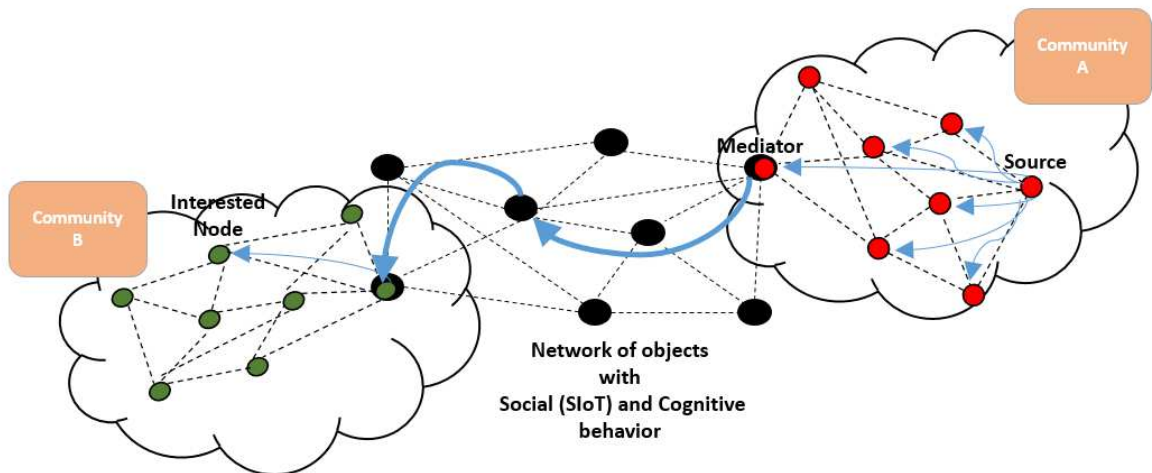 Community
A
Mediator
Source
Interested
Node
Community
B
Network of objects
with
Social (SIoT) and Cognitive
behavior